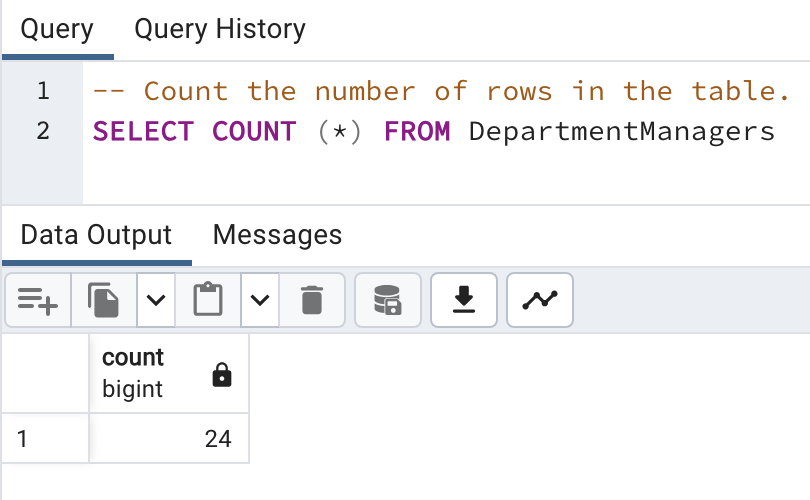 Query Query History
1 -- Count the number of rows in the table.
2 SELECT COUNT (*) FROM DepartmentManagers
Data Output Messages
count
bigint
1 24